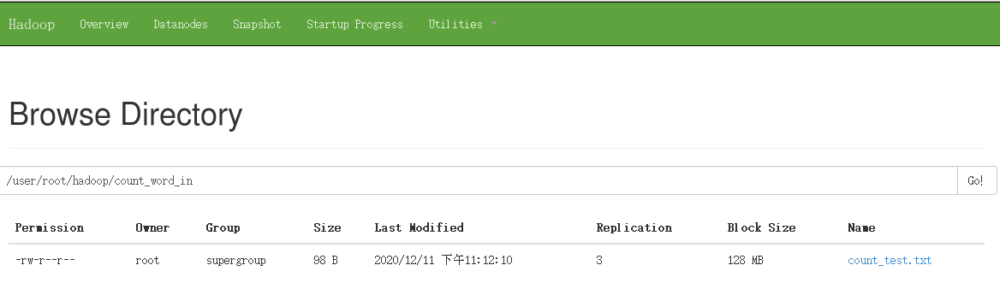 Hadoop Overview Datanodes Snapshot Startup Progress Utilities
Browse Directory
/user/root/hadoop/count_word_in Go!
Permission Owner Group Size Last Modified Replication Block Size Name
-rw-r--r-- root supergroup 98 B 2020/12/11 下午11:12:10 3 128 MB count_test.txt